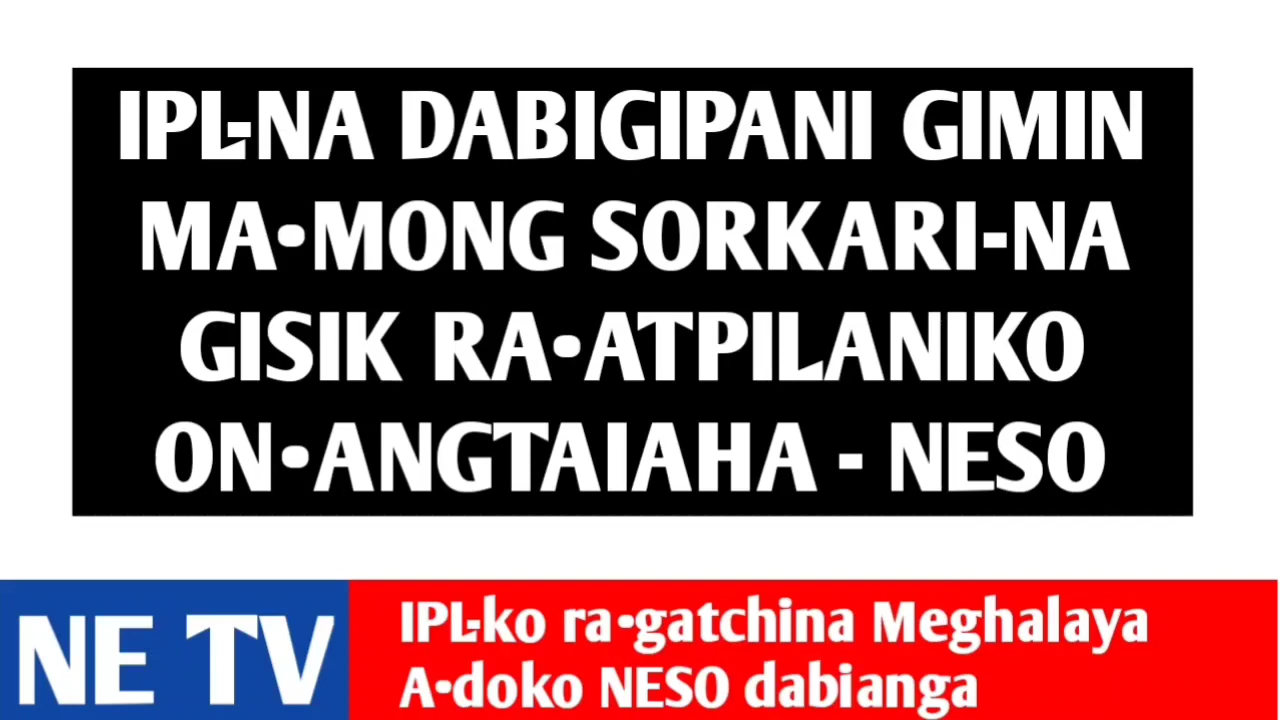 IPL-NA DABIGIPANI GIMIN
MA•MONG SORKARI-NA
GISIK RA•ATPILANIKO
ON•ANGTAIAHA - NESO
NE TV
IPL-ko ra•gatchina Meghalaya
A•doko NESO dabianga